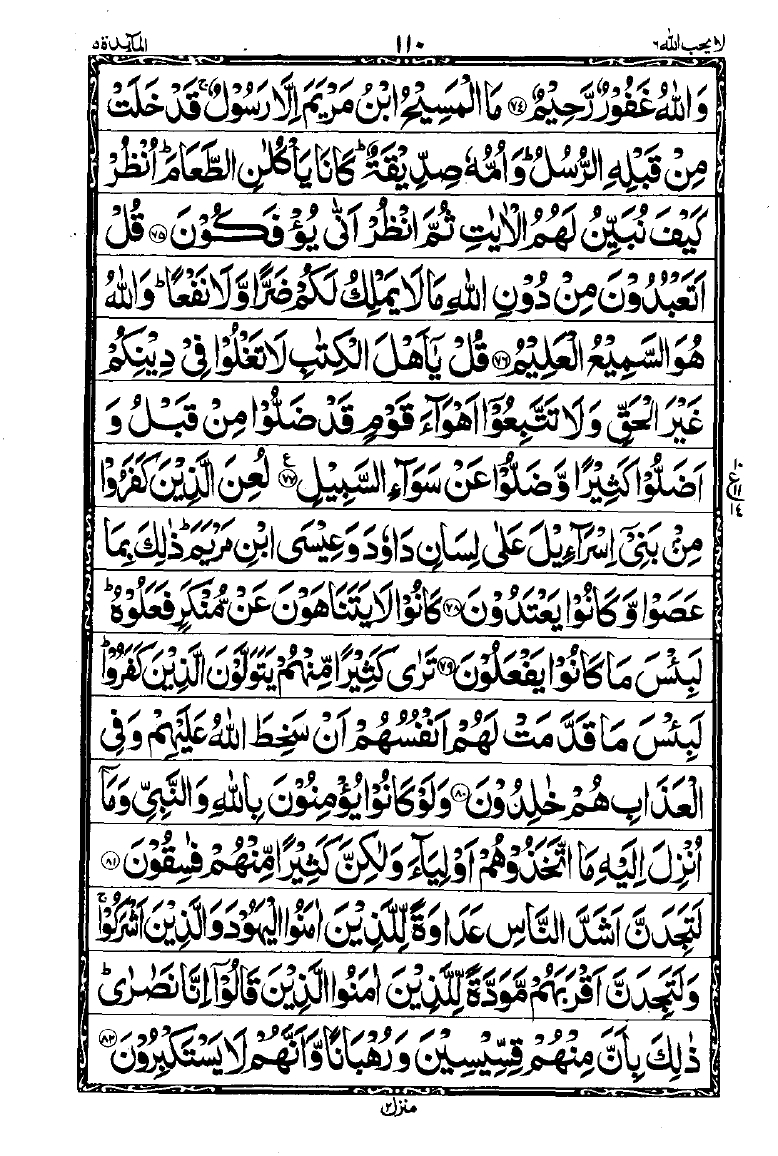 لا يحب الله ٦ ١١٠ المآئدة ٥
وَاللّٰهُ غَفُوْرٌ رَّحِيْمٌ ﴿٧٤﴾ مَا الْمَسِيْحُ ابْنُ مَرْيَمَ اِلَّا رَسُوْلٌ ۚ قَدْ خَلَتْ
مِنْ قَبْلِهِ الرُّسُلُ ؕ وَاُمُّهٗ صِدِّيْقَةٌ ؕ كَانَا يَاْكُلٰنِ الطَّعَامَ ؕ اُنْظُرْ
كَيْفَ نُبَيِّنُ لَهُمُ الْاٰيٰتِ ثُمَّ انْظُرْ اَنّٰى يُؤْفَكُوْنَ ﴿٧٥﴾ قُلْ
اَتَعْبُدُوْنَ مِنْ دُوْنِ اللّٰهِ مَا لَا يَمْلِكُ لَكُمْ ضَرًّا وَّلَا نَفْعًا ؕ وَاللّٰهُ
هُوَ السَّمِيْعُ الْعَلِيْمُ ﴿٧٦﴾ قُلْ يٰۤاَهْلَ الْكِتٰبِ لَا تَغْلُوْا فِيْ دِيْنِكُمْ
غَيْرَ الْحَقِّ وَلَا تَتَّبِعُوْۤا اَهْوَآءَ قَوْمٍ قَدْ ضَلُّوْا مِنْ قَبْلُ وَ
اَضَلُّوْا كَثِيْرًا وَّضَلُّوْا عَنْ سَوَآءِ السَّبِيْلِ ﴿٧٧﴾ ع لُعِنَ الَّذِيْنَ كَفَرُوْا
١٠ ع ١١ ١٤
مِنْۢ بَنِيْۤ اِسْرَآءِيْلَ عَلٰى لِسَانِ دَاوٗدَ وَعِيْسَى ابْنِ مَرْيَمَ ؕ ذٰلِكَ بِمَا
عَصَوْا وَّكَانُوْا يَعْتَدُوْنَ ﴿٧٨﴾ كَانُوْا لَا يَتَنَاهَوْنَ عَنْ مُّنْكَرٍ فَعَلُوْهُ ؕ
لَبِئْسَ مَا كَانُوْا يَفْعَلُوْنَ ﴿٧٩﴾ تَرٰى كَثِيْرًا مِّنْهُمْ يَتَوَلَّوْنَ الَّذِيْنَ كَفَرُوْا ؕ
لَبِئْسَ مَا قَدَّمَتْ لَهُمْ اَنْفُسُهُمْ اَنْ سَخِطَ اللّٰهُ عَلَيْهِمْ وَفِي
الْعَذَابِ هُمْ خٰلِدُوْنَ ﴿٨٠﴾ وَلَوْ كَانُوْا يُؤْمِنُوْنَ بِاللّٰهِ وَالنَّبِيِّ وَمَاۤ
اُنْزِلَ اِلَيْهِ مَا اتَّخَذُوْهُمْ اَوْلِيَآءَ وَلٰكِنَّ كَثِيْرًا مِّنْهُمْ فٰسِقُوْنَ ﴿٨١﴾
لَتَجِدَنَّ اَشَدَّ النَّاسِ عَدَاوَةً لِّلَّذِيْنَ اٰمَنُوا الْيَهُوْدَ وَالَّذِيْنَ اَشْرَكُوْا ۚ
وَلَتَجِدَنَّ اَقْرَبَهُمْ مَّوَدَّةً لِّلَّذِيْنَ اٰمَنُوا الَّذِيْنَ قَالُوْۤا اِنَّا نَصٰرٰى ؕ
ذٰلِكَ بِاَنَّ مِنْهُمْ قِسِّيْسِيْنَ وَرُهْبَانًا وَّاَنَّهُمْ لَا يَسْتَكْبِرُوْنَ ﴿٨٢﴾
منزل ٢